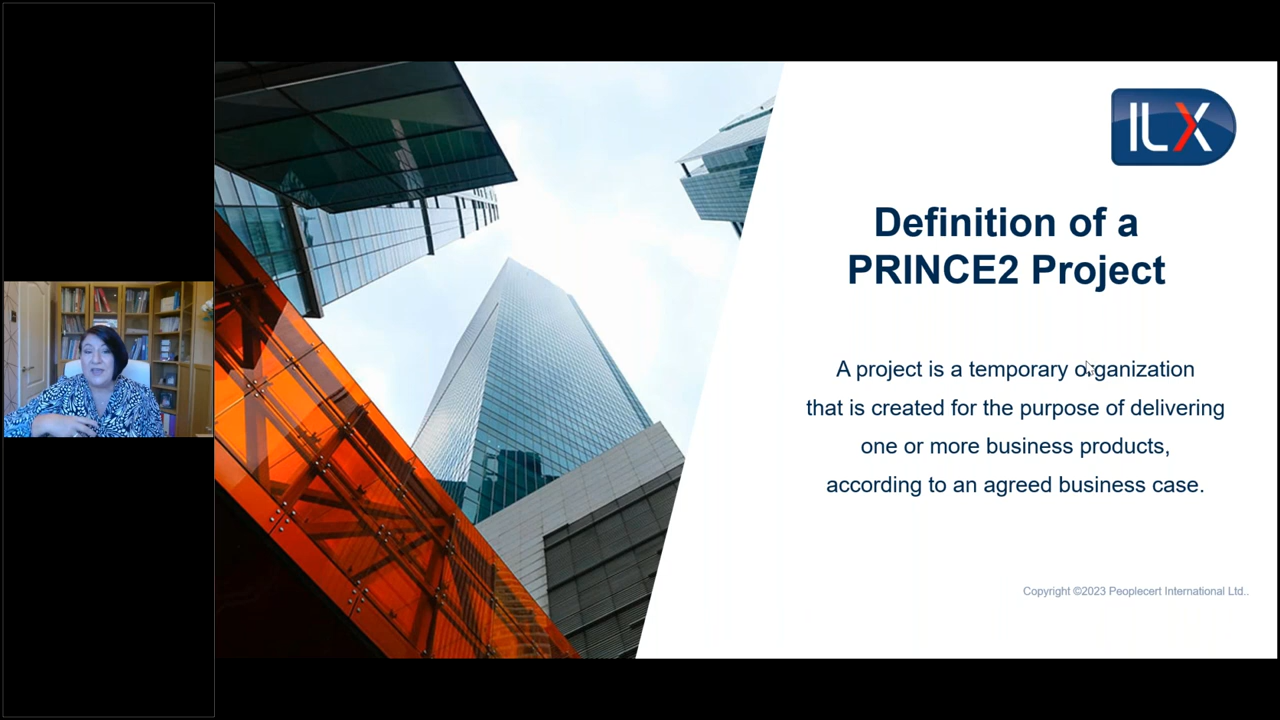 ILX
Definition of a
PRINCE2 Project
A project is a temporary organization
that is created for the purpose of delivering
one or more business products,
according to an agreed business case.
Copyright ©2023 Peoplecert International Ltd..